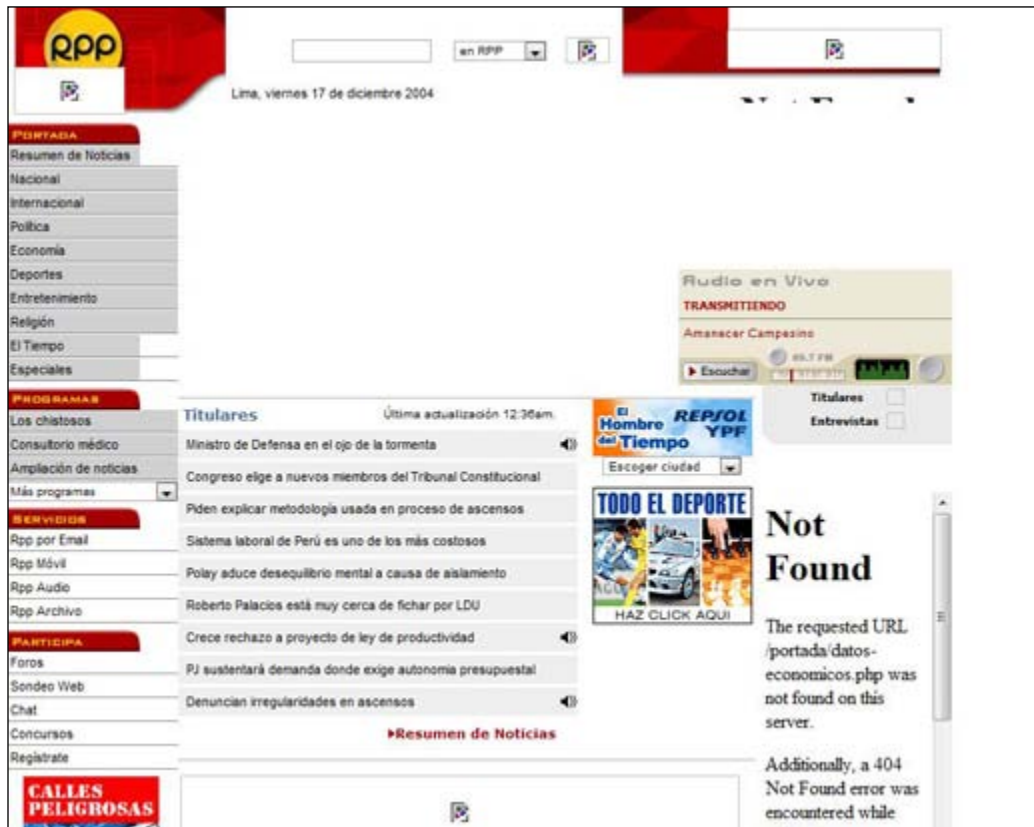 RPP
en RPP
Lima, viernes 17 de diciembre 2004
PORTADA
Resumen de Noticias
Nacional
Internacional
Política
Economía
Deportes
Entretenimiento
Religión
El Tiempo
Especiales
PROGRAMAS
Los chistosos
Consultorio médico
Ampliación de noticias
Más programas
SERVICIOS
Rpp por Email
Rpp Móvil
Rpp Audio
Rpp Archivo
PARTICIPA
Foros
Sondeo Web
Chat
Concursos
Regístrate
CALLES
PELIGROSAS
Titulares
Última actualización 12:36am.
Ministro de Defensa en el ojo de la tormenta
Congreso elige a nuevos miembros del Tribunal Constitucional
Piden explicar metodología usada en proceso de ascensos
Sistema laboral de Perú es uno de los más costosos
Polay aduce desequilibrio mental a causa de aislamiento
Roberto Palacios está muy cerca de fichar por LDU
Crece rechazo a proyecto de ley de productividad
PJ sustentará demanda donde exige autonomia presupuestal
Denuncian irregularidades en ascensos
Resumen de Noticias
El
Hombre
del Tiempo
REPSOL
YPF
Escoger ciudad
TODO EL DEPORTE
HAZ CLICK AQUI
Audio en Vivo
TRANSMITIENDO
Amanecer Campesino
89.7 FM
Escuchar
Titulares
Entrevistas
Not
Found
The requested URL
/portada/datos-
economicos.php was
not found on this
server.
Additionally, a 404
Not Found error was
encountered while